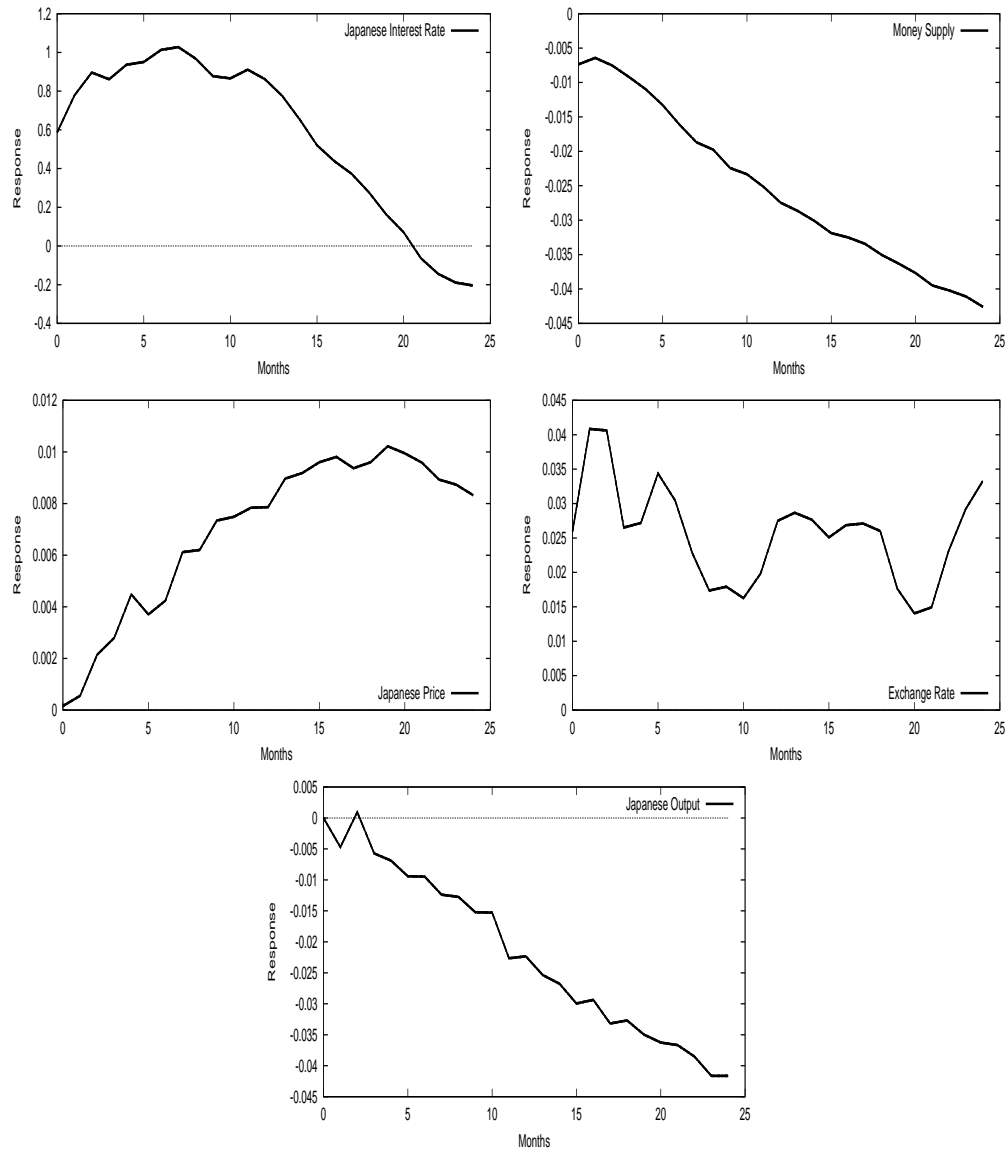 Japanese Interest Rate
1.2
1
0.8
0.6
0.4
0.2
0
-0.2
-0.4
Response
0 5 10 15 20 25
Months
Money Supply
0
-0.005
-0.01
-0.015
-0.02
-0.025
-0.03
-0.035
-0.04
-0.045
Response
0 5 10 15 20 25
Months
0.012
0.01
0.008
0.006
0.004
0.002
0
Response
Japanese Price
0 5 10 15 20 25
Months
0.045
0.04
0.035
0.03
0.025
0.02
0.015
0.01
0.005
0
Response
Exchange Rate
0 5 10 15 20 25
Months
Japanese Output
0.005
0
-0.005
-0.01
-0.015
-0.02
-0.025
-0.03
-0.035
-0.04
-0.045
Response
0 5 10 15 20 25
Months